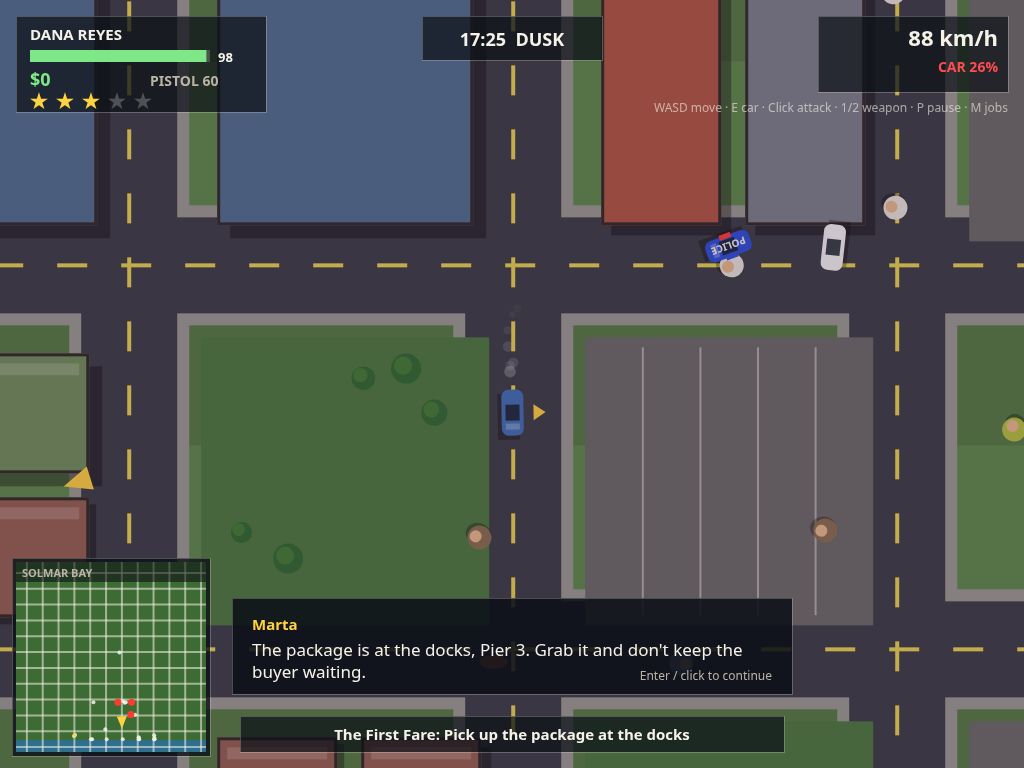 DANA REYES
98
$0
PISTOL 60
17:25 DUSK
88 km/h
CAR 26%
WASD move · E car · Click attack · 1/2 weapon · P pause · M jobs
POLICE
SOLMAR BAY
Marta
The package is at the docks, Pier 3. Grab it and don't keep the
buyer waiting.
Enter / click to continue
The First Fare: Pick up the package at the docks